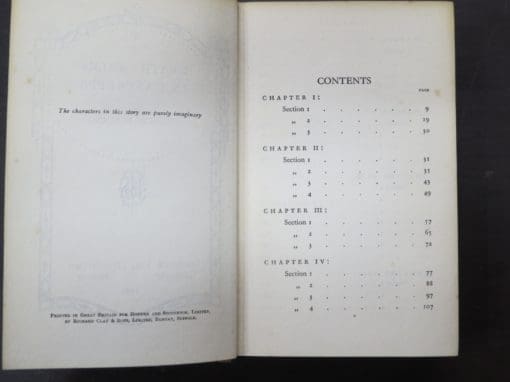 The characters in this story are purely imaginary
Printed in Great Britain for Hodder and Stoughton, Limited,
by Richard Clay & Sons, Limited, Bungay, Suffolk.
CONTENTS
PAGE
CHAPTER I:
Section 1 . . . . . . 9
„ 2 . . . . . . 19
„ 3 . . . . . . 30
CHAPTER II:
Section 1 . . . . . . 31
„ 2 . . . . . . 35
„ 3 . . . . . . 43
„ 4 . . . . . . 49
CHAPTER III:
Section 1 . . . . . . 57
„ 2 . . . . . . 65
„ 3 . . . . . . 72
CHAPTER IV:
Section 1 . . . . . . 77
„ 2 . . . . . . 88
„ 3 . . . . . . 97
„ 4 . . . . . . 107